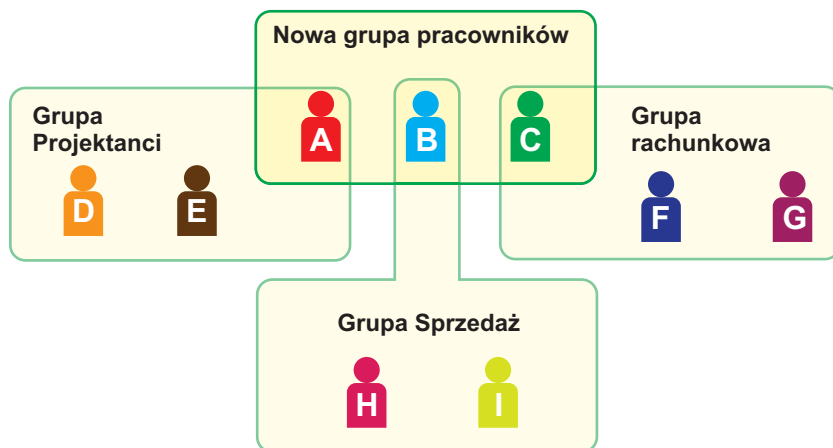 Nowa grupa pracowników
Grupa
Projektanci
A
B
C
Grupa
rachunkowa
D
E
F
G
Grupa Sprzedaż
H
I